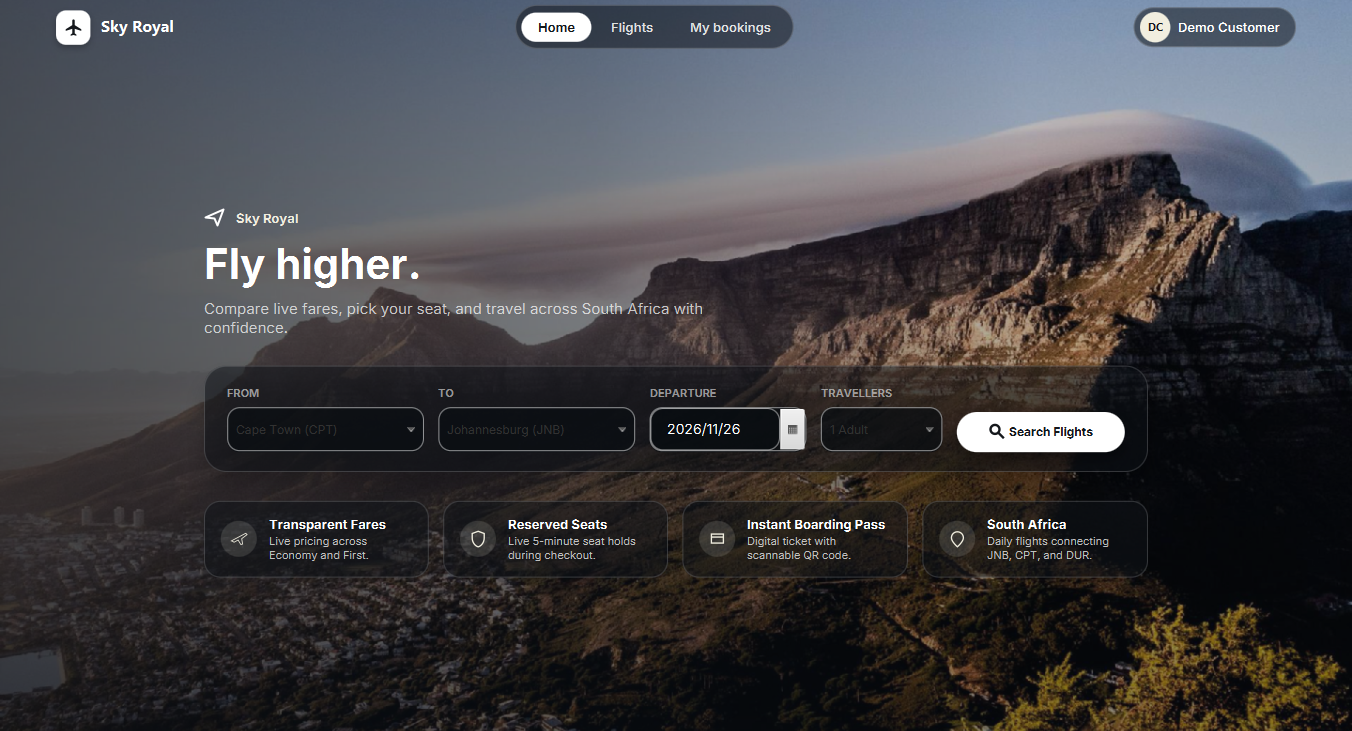 Sky Royal
Home
Flights
My bookings
DC
Demo Customer
Sky Royal
Fly higher.
Compare live fares, pick your seat, and travel across South Africa with
confidence.
FROM
TO
DEPARTURE
TRAVELLERS
Cape Town (CPT)
Johannesburg (JNB)
2026/11/26
1 Adult
Search Flights
Transparent Fares
Live pricing across
Economy and First.
Reserved Seats
Live 5-minute seat holds
during checkout.
Instant Boarding Pass
Digital ticket with
scannable QR code.
South Africa
Daily flights connecting
JNB, CPT, and DUR.